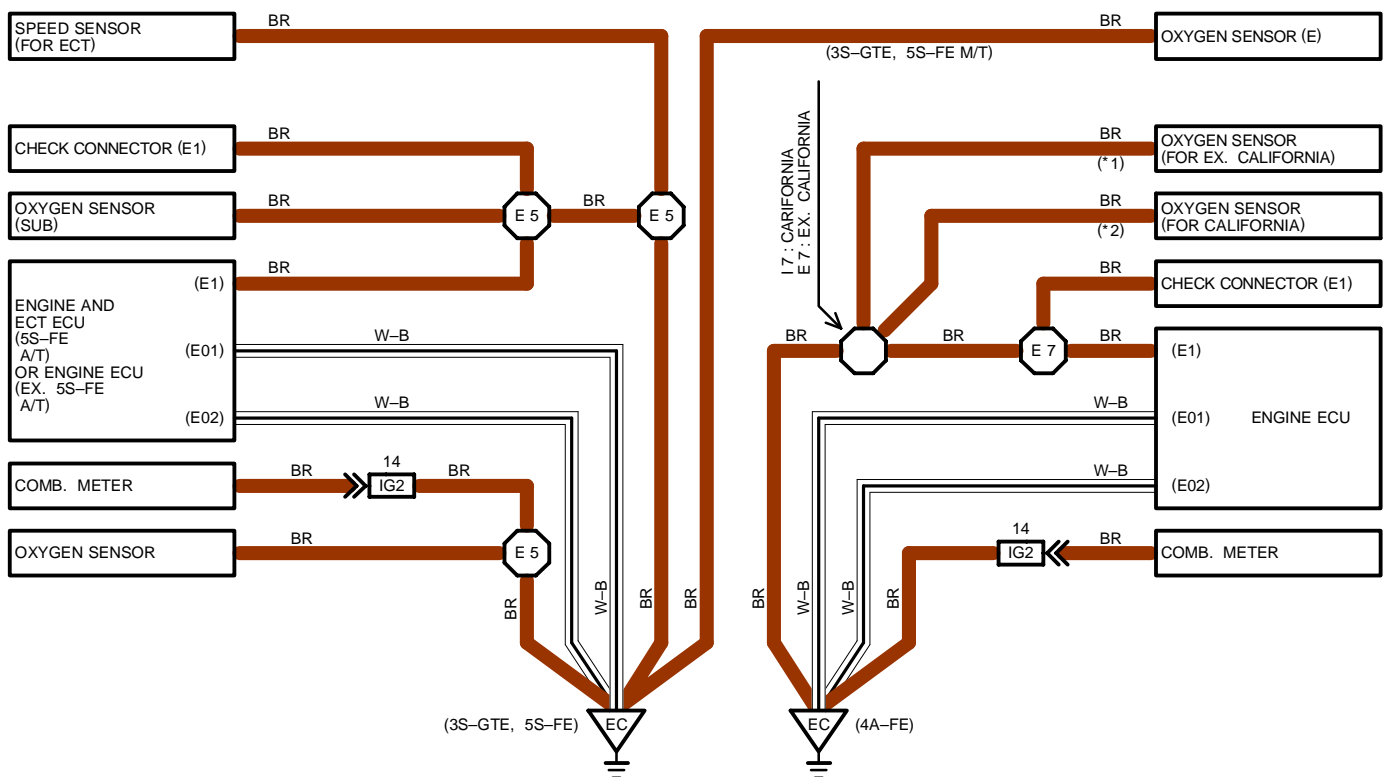 SPEED SENSOR
(FOR ECT)
BR
BR
OXYGEN SENSOR (E)
(3S–GTE, 5S–FE M/T)
CHECK CONNECTOR (E1)
BR
I 7 : CARIFORNIA
E 7 : EX. CALIFORNIA
BR
(*1)
OXYGEN SENSOR
(FOR EX. CALIFORNIA)
OXYGEN SENSOR
(SUB)
BR
E 5
BR
E 5
BR
(*2)
OXYGEN SENSOR
(FOR CALIFORNIA)
ENGINE AND
ECT ECU
(5S–FE
A/T)
OR ENGINE ECU
(EX. 5S–FE
A/T)
(E1)
BR
(E01)
W–B
(E02)
W–B
BR
CHECK CONNECTOR (E1)
BR
BR
E 7
BR
(E1)
W–B
(E01)
ENGINE ECU
W–B
(E02)
COMB. METER
BR
14
IG2
BR
OXYGEN SENSOR
BR
E 5
14
IG2
BR
COMB. METER
BR
W–B
BR
BR
BR
W–B
W–B
BR
(3S–GTE, 5S–FE)
EC
EC
(4A–FE)